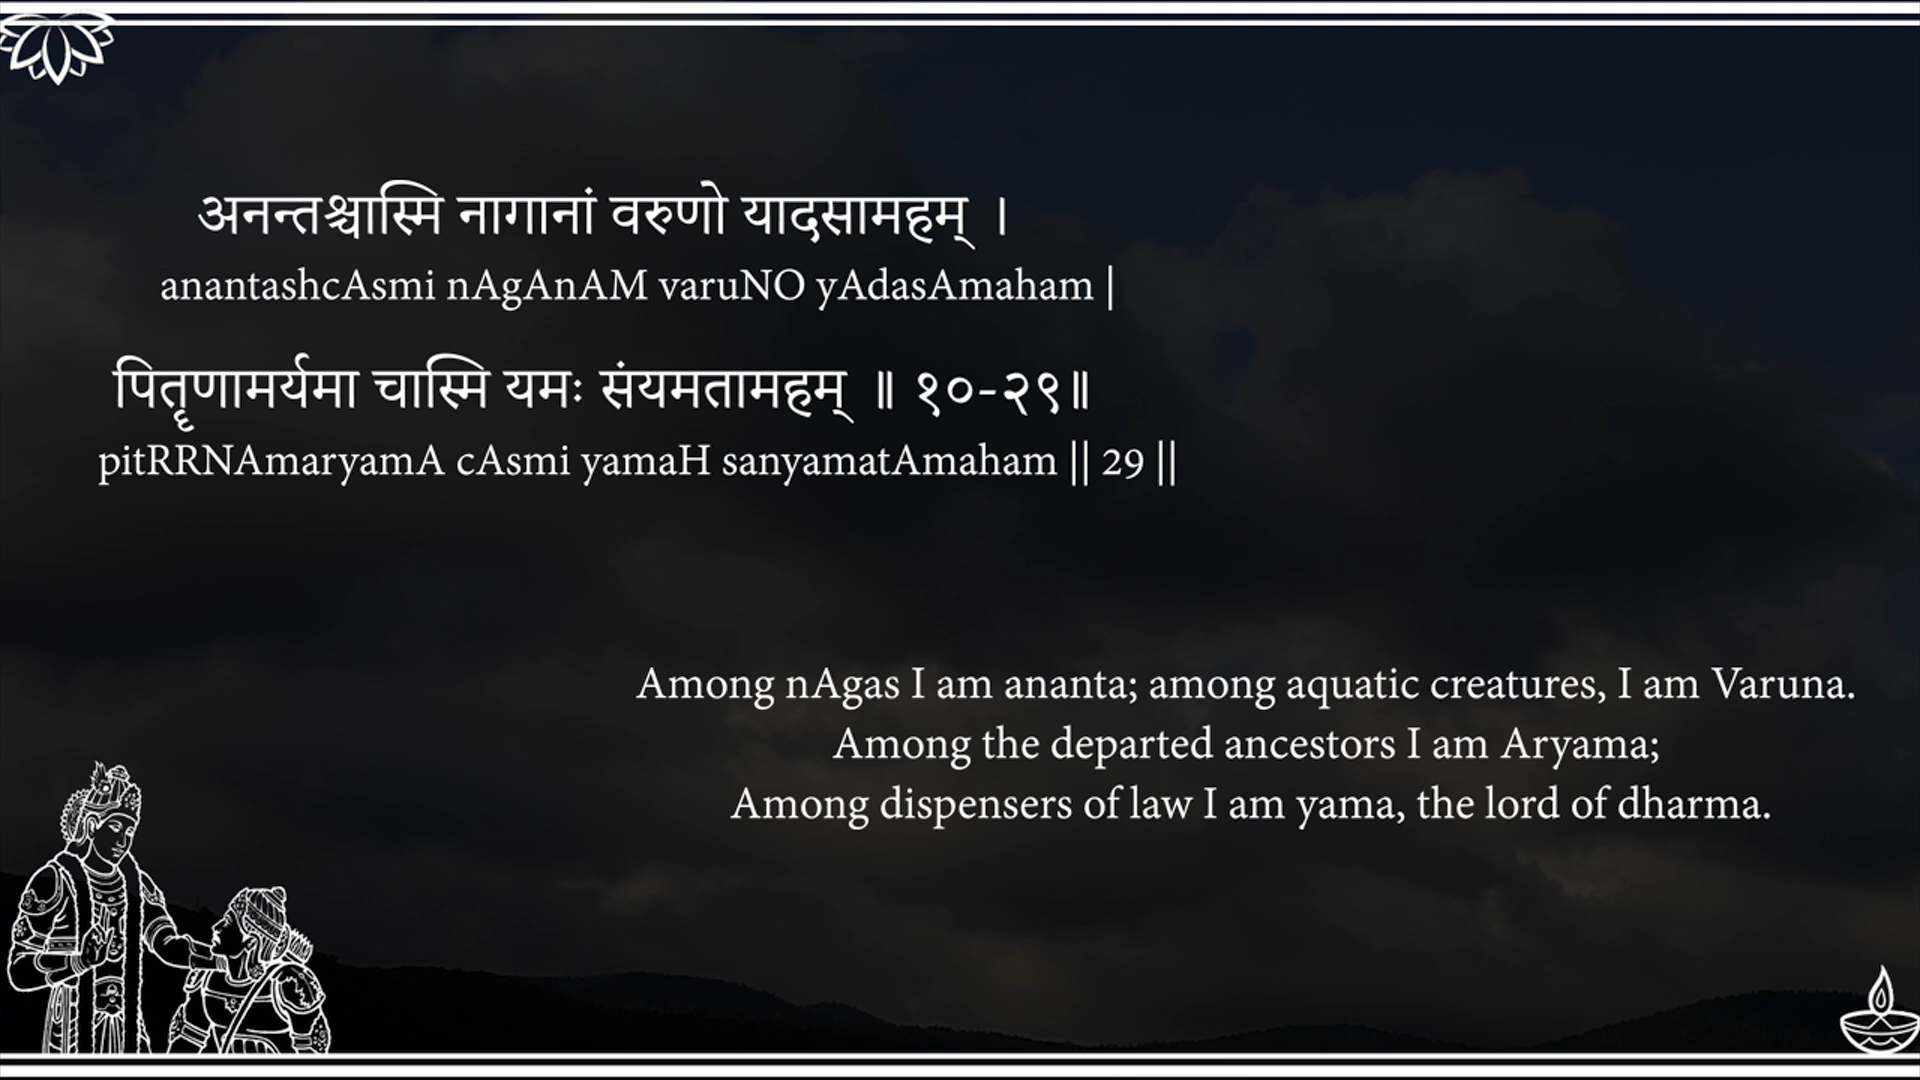 अनन्तश्चास्मि नागानां वरुणो यादसामहम् ।
anantashcAsmi nAgAnAM varuNO yAdasAmaham |
पितॄणामर्यमा चास्मि यमः संयमतामहम् ॥ १०-२९॥
pitRRNAmaryamA cAsmi yamaH sanyamatAmaham || 29 ||
Among nAgas I am ananta; among aquatic creatures, I am Varuna.
Among the departed ancestors I am Aryama;
Among dispensers of law I am yama, the lord of dharma.